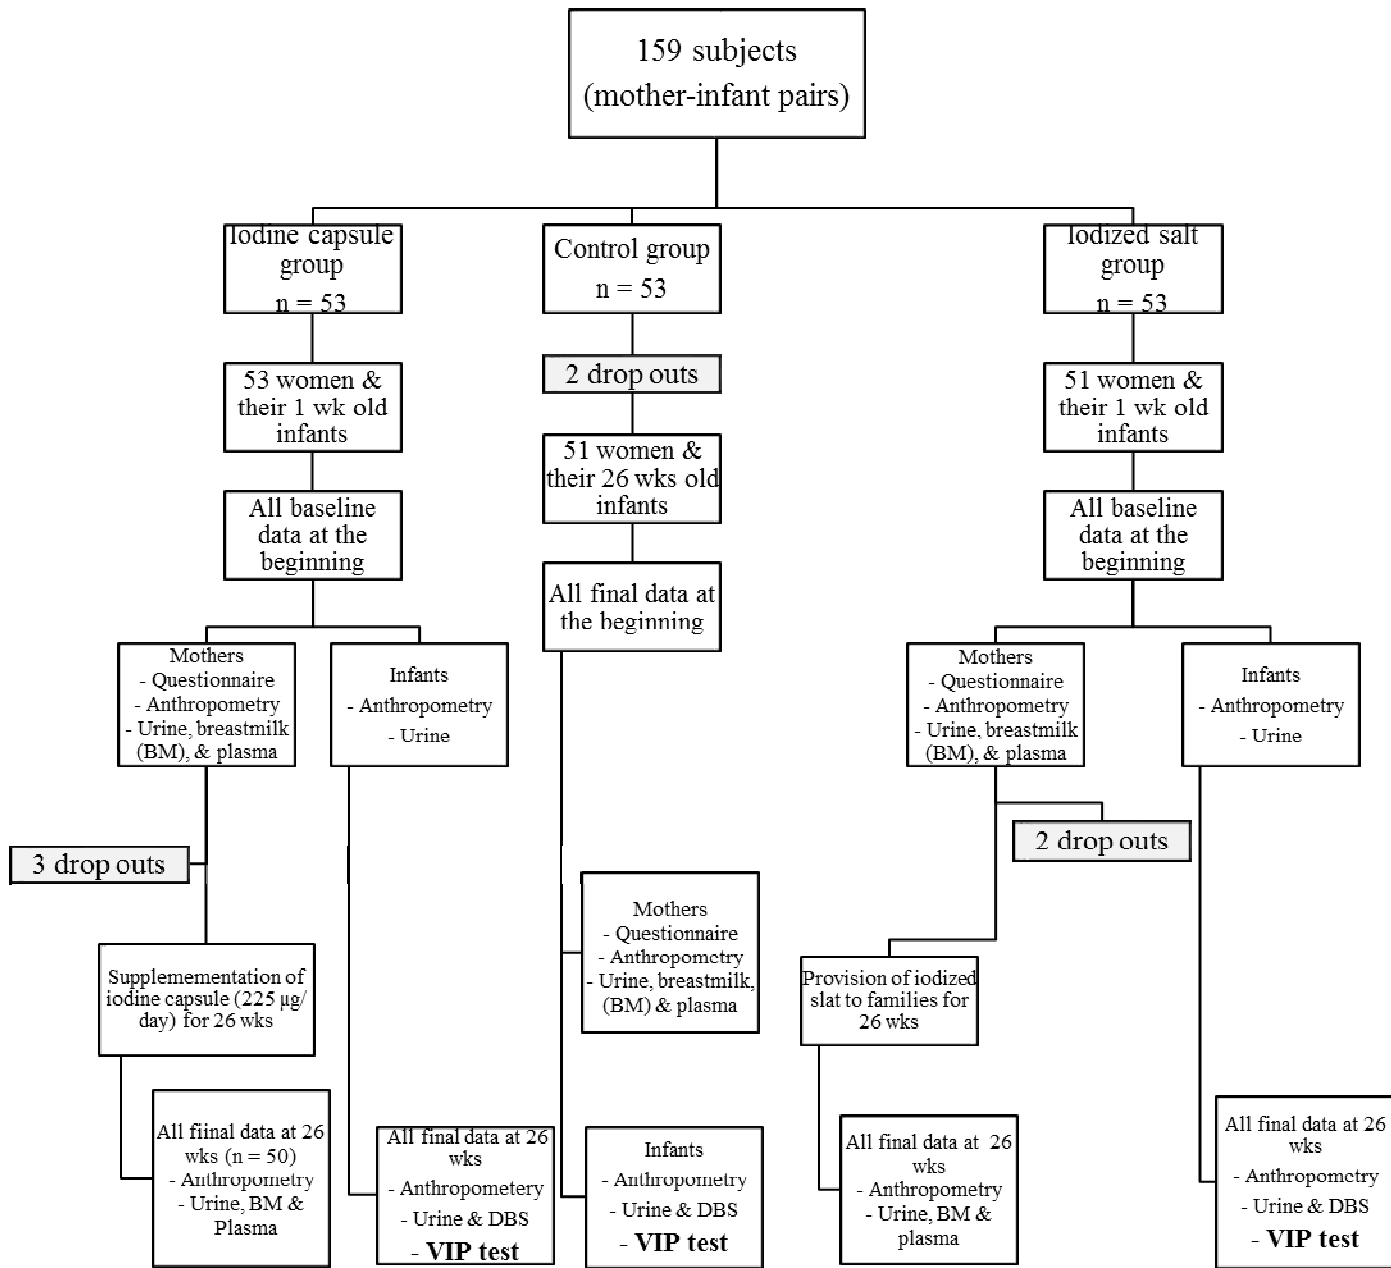 159 subjects
(mother-infant pairs)
Iodine capsule
group
n = 53
Control group
n = 53
Iodized salt
group
n = 53
53 women &
their 1 wk old
infants
2 drop outs
51 women &
their 1 wk old
infants
51 women &
their 26 wks old
infants
All baseline
data at the
beginning
All final data at
the beginning
All baseline
data at the
beginning
Mothers
- Questionnaire
- Anthropometry
- Urine, breastmilk
(BM), & plasma
Infants
- Anthropometry
- Urine
Mothers
- Questionnaire
- Anthropometry
- Urine, breastmilk
(BM), & plasma
Infants
- Anthropometry
- Urine
3 drop outs
2 drop outs
Mothers
- Questionnaire
- Anthropometry
- Urine, breastmilk,
(BM) & plasma
Supplemementation of
iodine capsule (225 µg/
day) for 26 wks
Provision of iodized
slat to families for
26 wks
All fiinal data at 26
wks (n = 50)
- Anthropometry
- Urine, BM &
Plasma
All final data at 26
wks
- Anthropometery
- Urine & DBS
- VIP test
Infants
- Anthropometry
- Urine & DBS
- VIP test
All final data at 26
wks
- Anthropometry
- Urine, BM &
plasma
All final data at 26
wks
- Anthropometry
- Urine & DBS
- VIP test